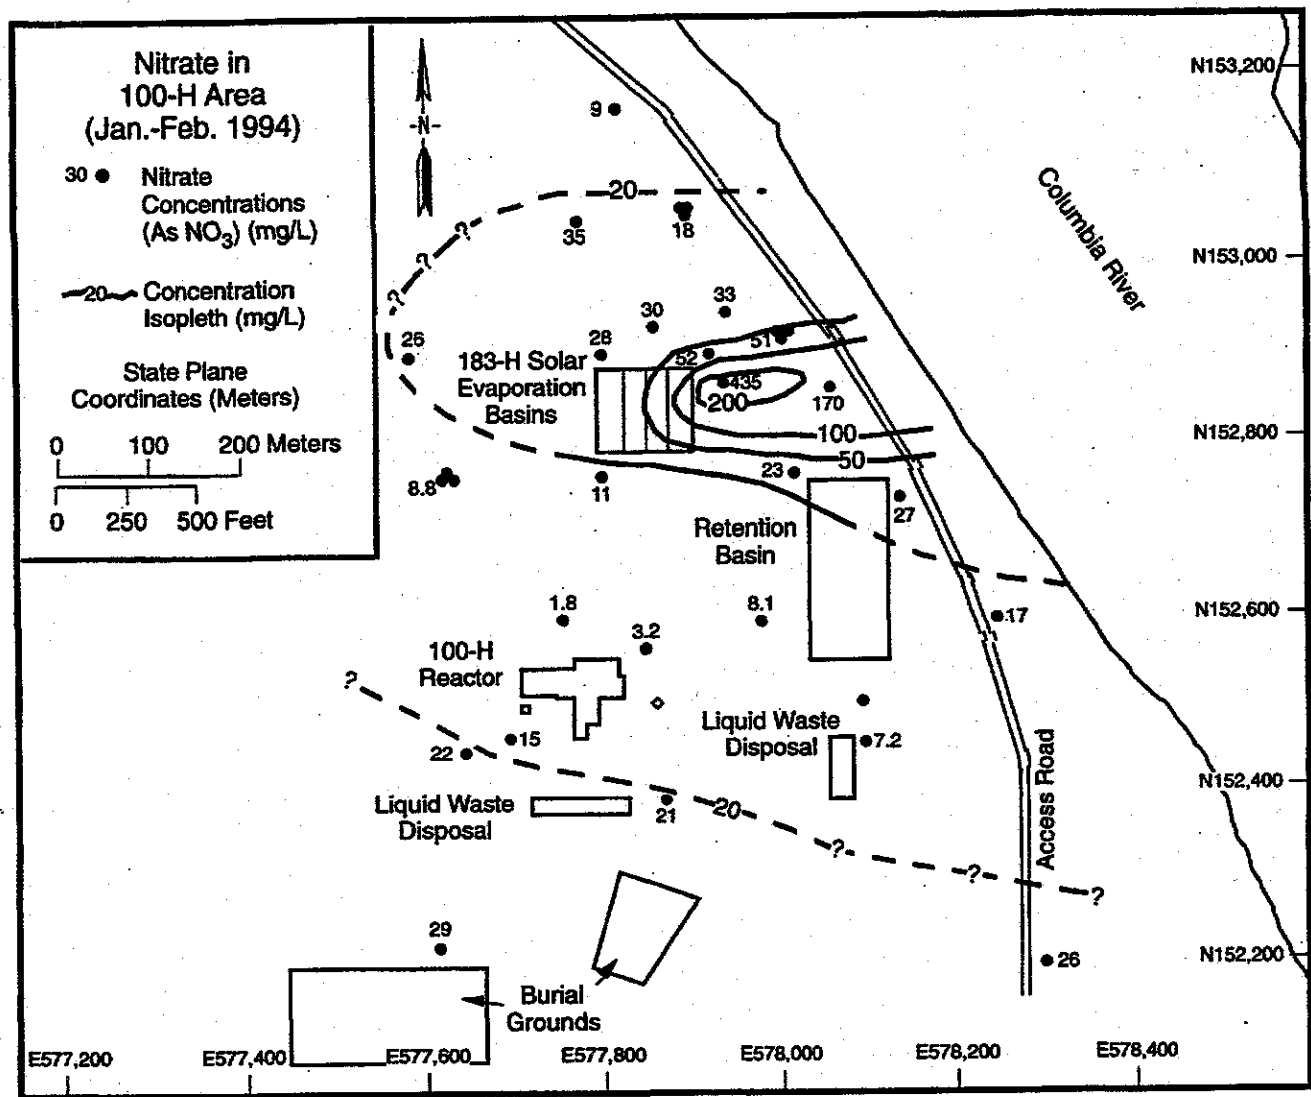 Nitrate in
100-H Area
(Jan.-Feb. 1994)
30 Nitrate
Concentrations
(As NO3) (mg/L)
20 Concentration
Isopleth (mg/L)
State Plane
Coordinates (Meters)
0 100 200 Meters
0 250 500 Feet
-N-
N153,200
9
Columbia River
20
?
35
18
?
?
?
N153,000
33
30
51
28
52
26
183-H Solar
Evaporation
Basins
435
200
170
100
N152,800
50
23
8.8
11
27
Retention
Basin
1.8
8.1
N152,600
17
3.2
100-H
Reactor
?
Liquid Waste
Disposal
7.2
15
22
N152,400
Access Road
Liquid Waste
Disposal
21
20
?
?
?
29
N152,200
26
Burial
Grounds
E577,200
E577,400
E577,600
E577,800
E578,000
E578,200
E578,400